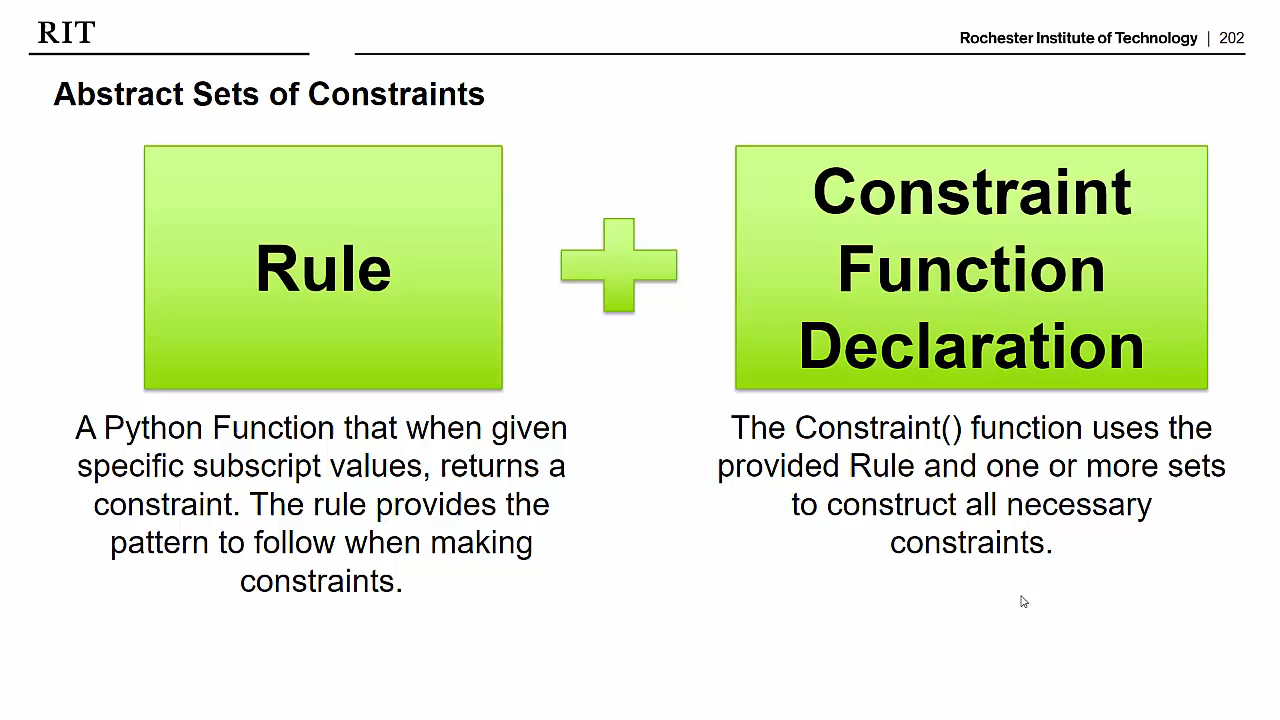 RIT
Rochester Institute of Technology | 202
Abstract Sets of Constraints
Rule
Constraint
Function
Declaration
A Python Function that when given
specific subscript values, returns a
constraint. The rule provides the
pattern to follow when making
constraints.
The Constraint() function uses the
provided Rule and one or more sets
to construct all necessary
constraints.